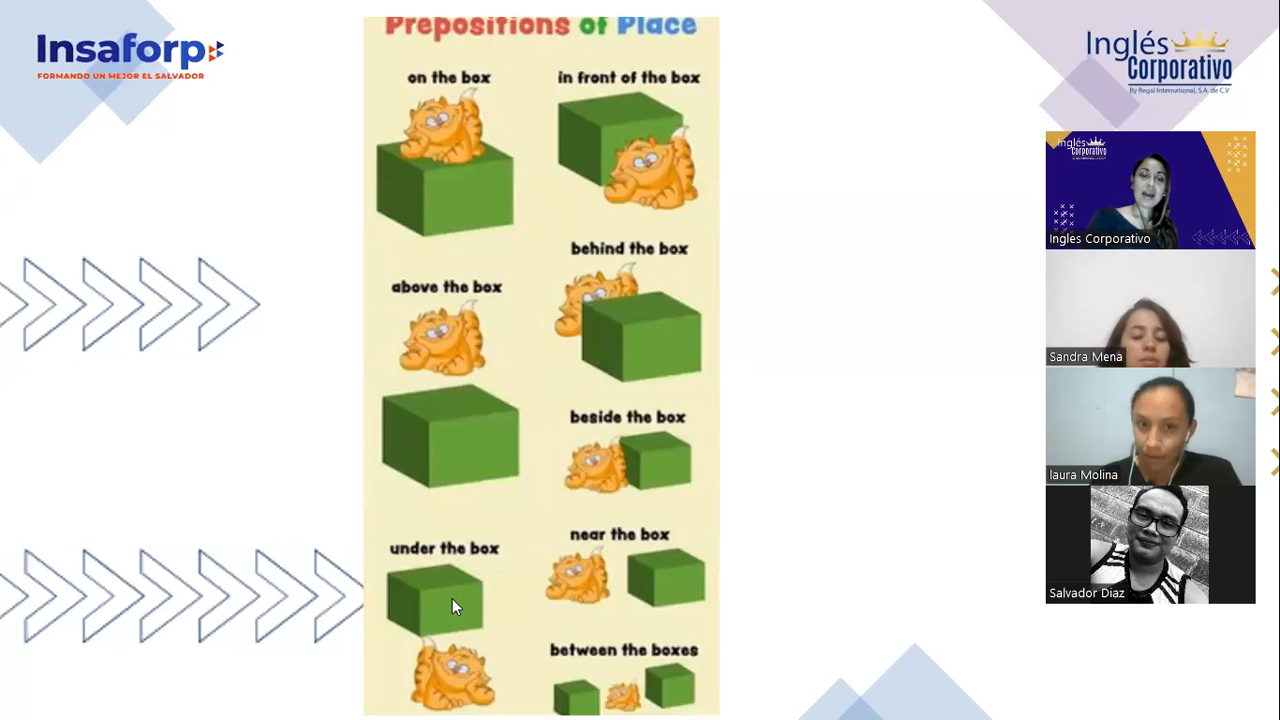 Insaforp
FORMANDO UN MEJOR EL SALVADOR
Prepositions of Place
on the box
in front of the box
behind the box
above the box
beside the box
near the box
under the box
between the boxes
Inglés
Corporativo
By Regal International, S.A. de C.V
Inglés
Corporativo
Ingles Corporativo
Sandra Mena
laura Molina
Salvador Diaz